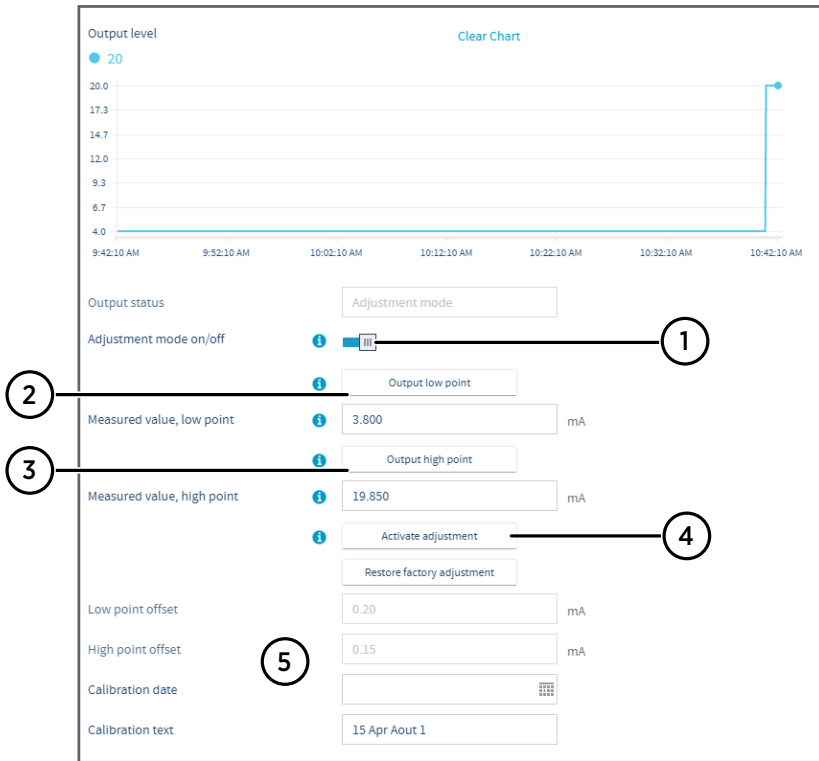 Output level
Clear Chart
20
20.0
17.3
14.7
12.0
9.3
6.7
4.0
9:42:10 AM 9:52:10 AM 10:02:10 AM 10:12:10 AM 10:22:10 AM 10:32:10 AM 10:42:10 AM
Output status Adjustment mode
Adjustment mode on/off i 1
2 i Output low point
Measured value, low point i 3.800 mA
3 i Output high point
Measured value, high point i 19.850 mA
i Activate adjustment 4
Restore factory adjustment
Low point offset 0.20 mA
High point offset 0.15 mA
5
Calibration date
Calibration text 15 Apr Aout 1